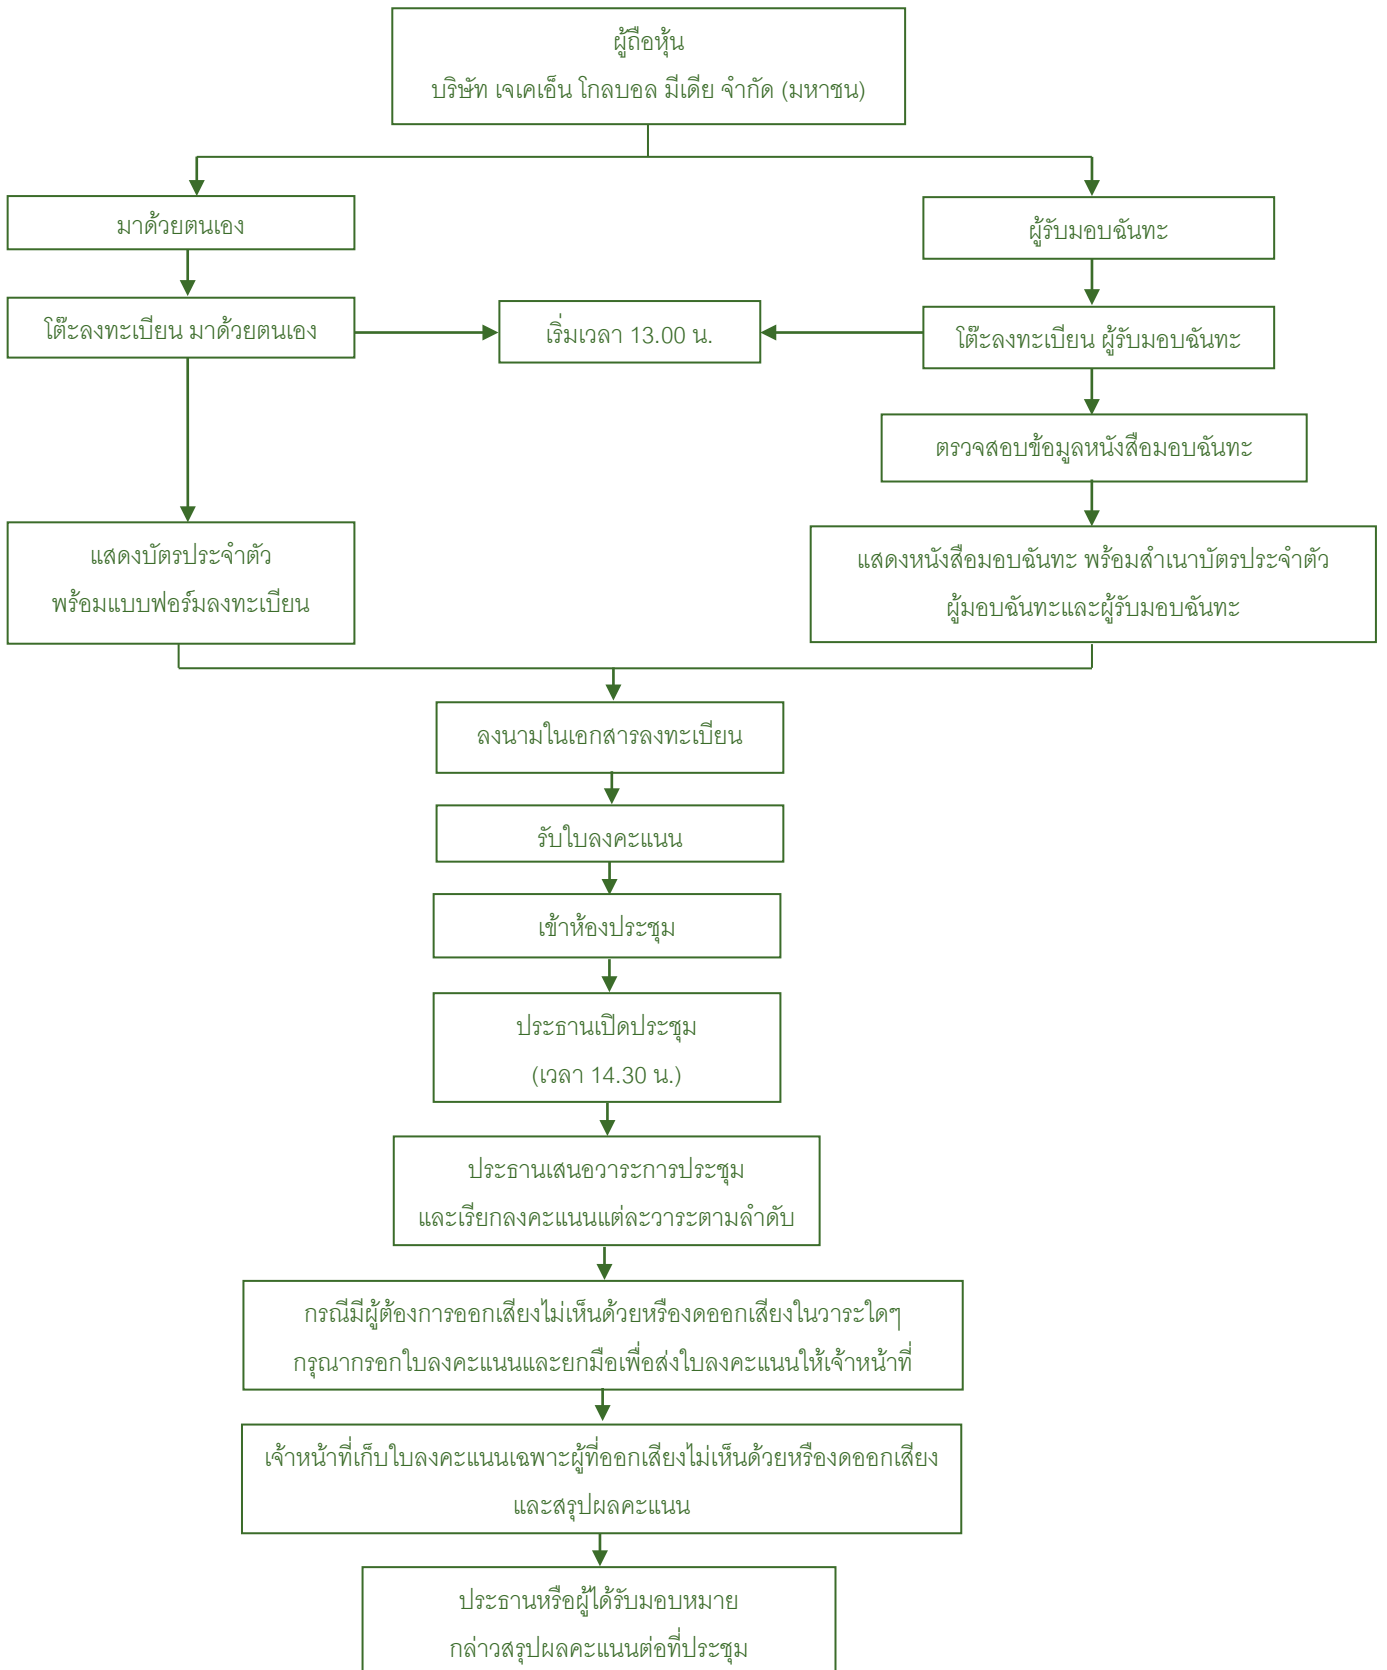 ผู้ถือหุ้น
บริษัท เจเคเอ็น โกลบอล มีเดีย จำกัด (มหาชน)
มาด้วยตนเอง
ผู้รับมอบฉันทะ
โต๊ะลงทะเบียน มาด้วยตนเอง
เริ่มเวลา 13.00 น.
โต๊ะลงทะเบียน ผู้รับมอบฉันทะ
ตรวจสอบข้อมูลหนังสือมอบฉันทะ
แสดงบัตรประจำตัว
พร้อมแบบฟอร์มลงทะเบียน
แสดงหนังสือมอบฉันทะ พร้อมสำเนาบัตรประจำตัว
ผู้มอบฉันทะและผู้รับมอบฉันทะ
ลงนามในเอกสารลงทะเบียน
รับใบลงคะแนน
เข้าห้องประชุม
ประธานเปิดประชุม
(เวลา 14.30 น.)
ประธานเสนอวาระการประชุม
และเรียกลงคะแนนแต่ละวาระตามลำดับ
กรณีมีผู้ต้องการออกเสียงไม่เห็นด้วยหรืองดออกเสียงในวาระใดๆ
กรุณากรอกใบลงคะแนนและยกมือเพื่อส่งใบลงคะแนนให้เจ้าหน้าที่
เจ้าหน้าที่เก็บใบลงคะแนนเฉพาะผู้ที่ออกเสียงไม่เห็นด้วยหรืองดออกเสียง
และสรุปผลคะแนน
ประธานหรือผู้ได้รับมอบหมาย
กล่าวสรุปผลคะแนนต่อที่ประชุม